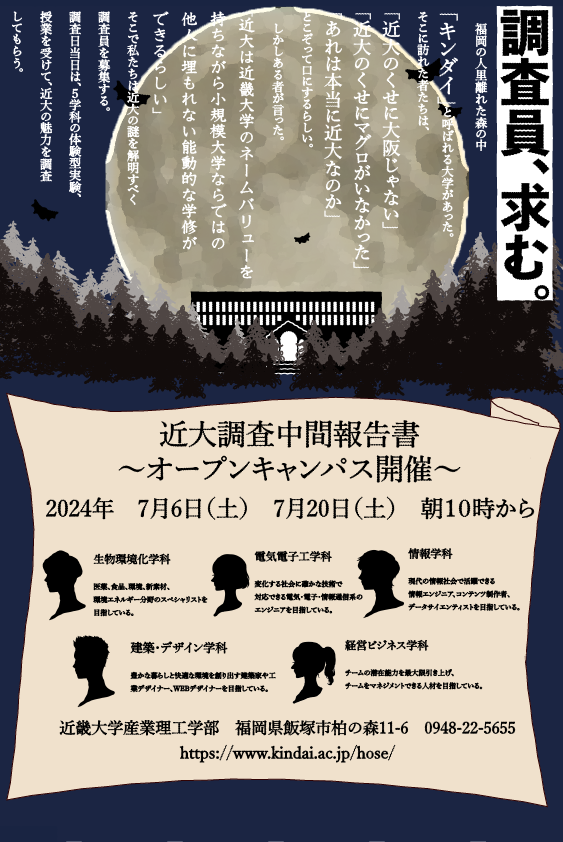 調査員、求む。
福岡の人里離れた森の中
「キンダイ」と呼ばれる大学があった。
そこに訪れた者たちは、
「近大のくせに大阪じゃない」
「近大のくせにマグロがいなかった」
「あれは本当に近大なのか」
とこぞって口にするらしい。
しかしある者が言った。
「近大は近畿大学のネームバリューを
持ちながら小規模大学ならではの
他人に埋もれない能動的な学修が
できるらしい」
そこで私たちは近大の謎を解明すべく
調査員を募集する。
調査日当日は、5学科の体験型実験、
授業を受けて、近大の魅力を調査
してもらう。
近大調査中間報告書
～オープンキャンパス開催～
2024年 7月6日(土) 7月20日(土) 朝10時から
生物環境化学科
医薬、食品、環境、新素材、
環境エネルギー分野のスペシャリストを
目指している。
電気電子工学科
変化する社会に確かな技術で
対応できる電気・電子・情報通信系の
エンジニアを目指している。
情報学科
現代の情報社会で活躍できる
情報エンジニア、コンテンツ制作者、
データサイエンティストを目指している。
建築・デザイン学科
豊かな暮らしと快適な環境を創り出す建築家や工
業デザイナー、WEBデザイナーを目指している。
経営ビジネス学科
チームの潜在能力を最大限引き上げ、
チームをマネジメントできる人材を目指している。
近畿大学産業理工学部 福岡県飯塚市柏の森11-6 0948-22-5655
https://www.kindai.ac.jp/hose/